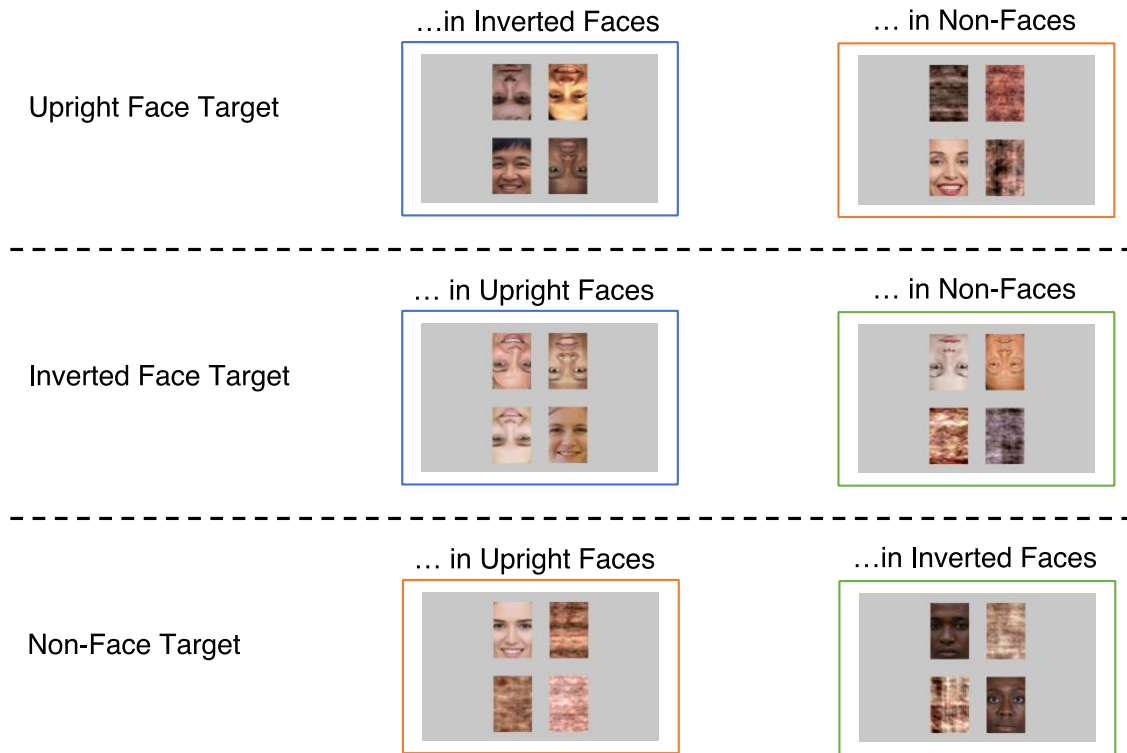 ...in Inverted Faces
... in Non-Faces
Upright Face Target
... in Upright Faces
... in Non-Faces
Inverted Face Target
... in Upright Faces
...in Inverted Faces
Non-Face Target